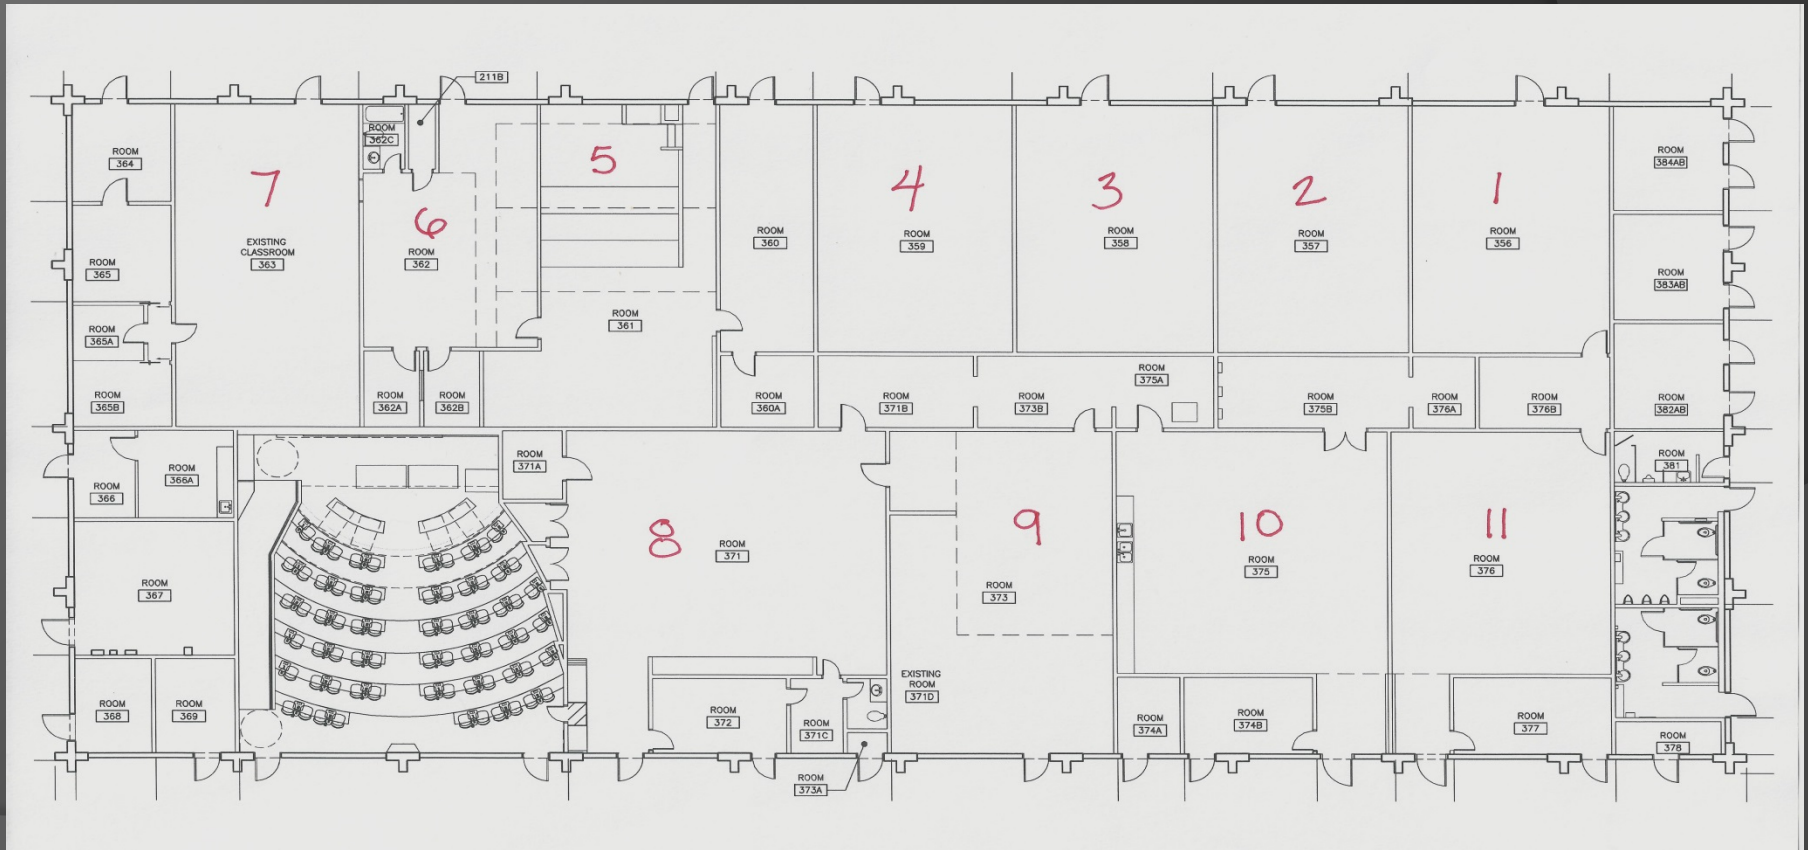 211B
ROOM
362C
ROOM
364
7
5
4
3
2
1
ROOM
384AB
6
EXISTING
CLASSROOM
363
ROOM
362
ROOM
360
ROOM
359
ROOM
358
ROOM
357
ROOM
356
ROOM
365
ROOM
383AB
ROOM
361
ROOM
365A
ROOM
365B
ROOM
362A
ROOM
362B
ROOM
360A
ROOM
371B
ROOM
373B
ROOM
375A
ROOM
375B
ROOM
376A
ROOM
376B
ROOM
382AB
ROOM
366
ROOM
366A
ROOM
371A
ROOM
381
8
9
10
11
ROOM
371
ROOM
367
ROOM
373
ROOM
375
ROOM
376
EXISTING
ROOM
371D
ROOM
368
ROOM
369
ROOM
372
ROOM
371C
ROOM
374A
ROOM
374B
ROOM
377
ROOM
378
ROOM
373A